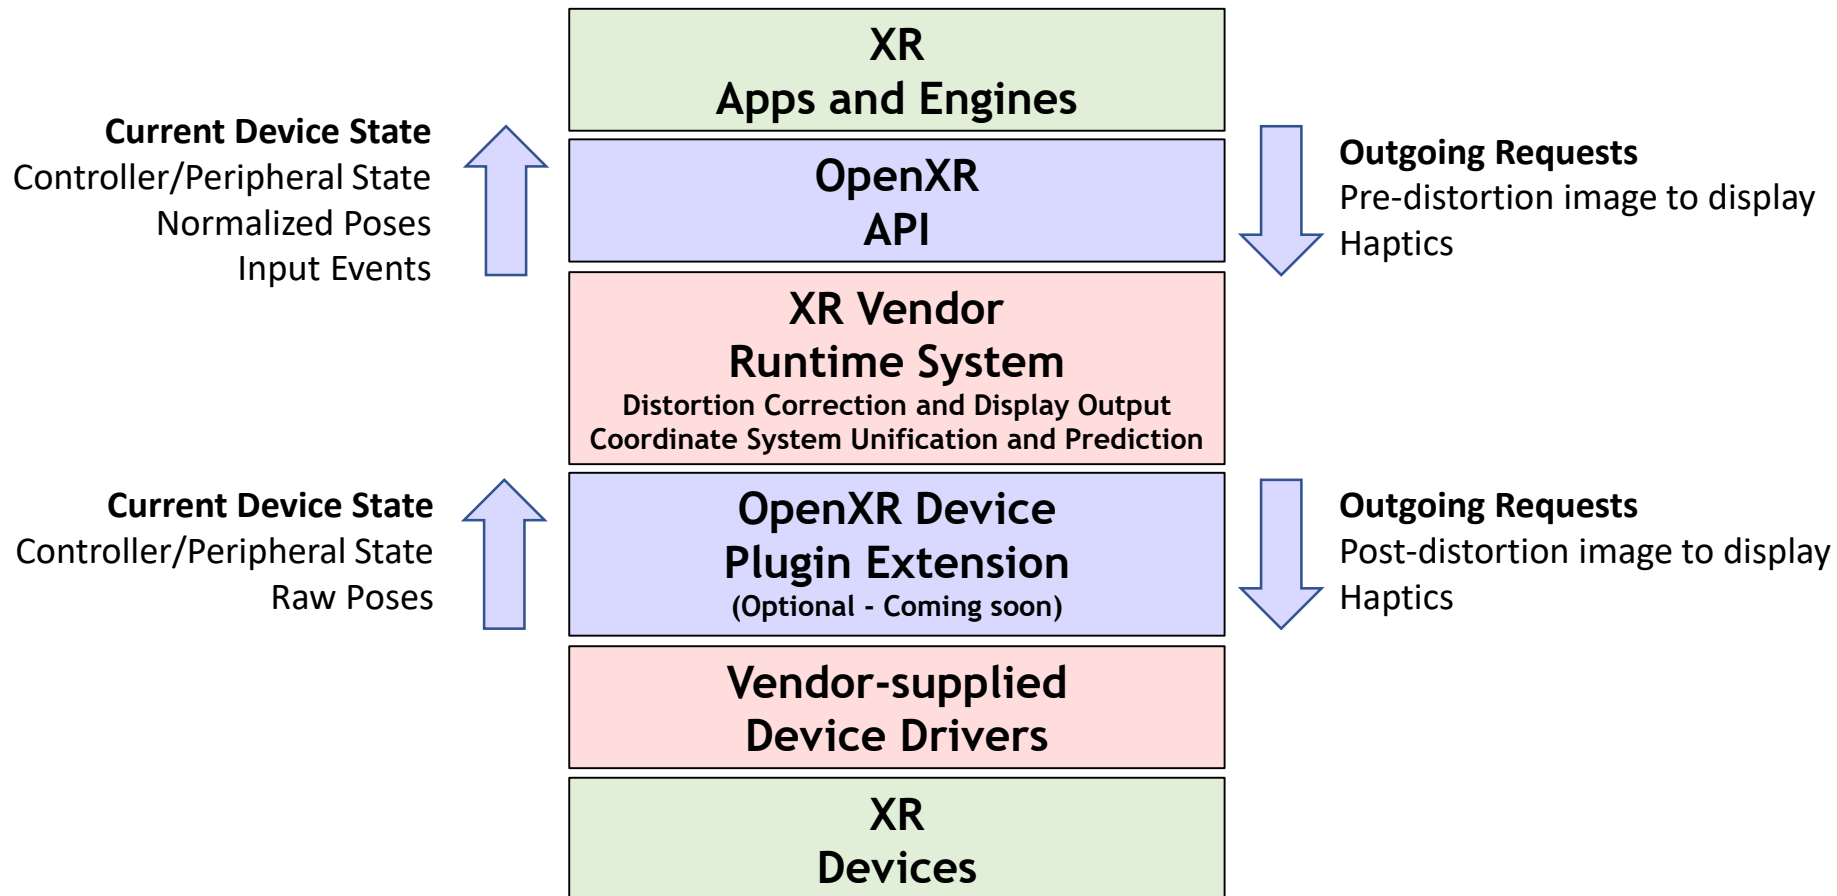 XR
Apps and Engines
Current Device State
Controller/Peripheral State
Normalized Poses
Input Events
OpenXR
API
Outgoing Requests
Pre-distortion image to display
Haptics
XR Vendor
Runtime System
Distortion Correction and Display Output
Coordinate System Unification and Prediction
Current Device State
Controller/Peripheral State
Raw Poses
OpenXR Device
Plugin Extension
(Optional - Coming soon)
Outgoing Requests
Post-distortion image to display
Haptics
Vendor-supplied
Device Drivers
XR
Devices